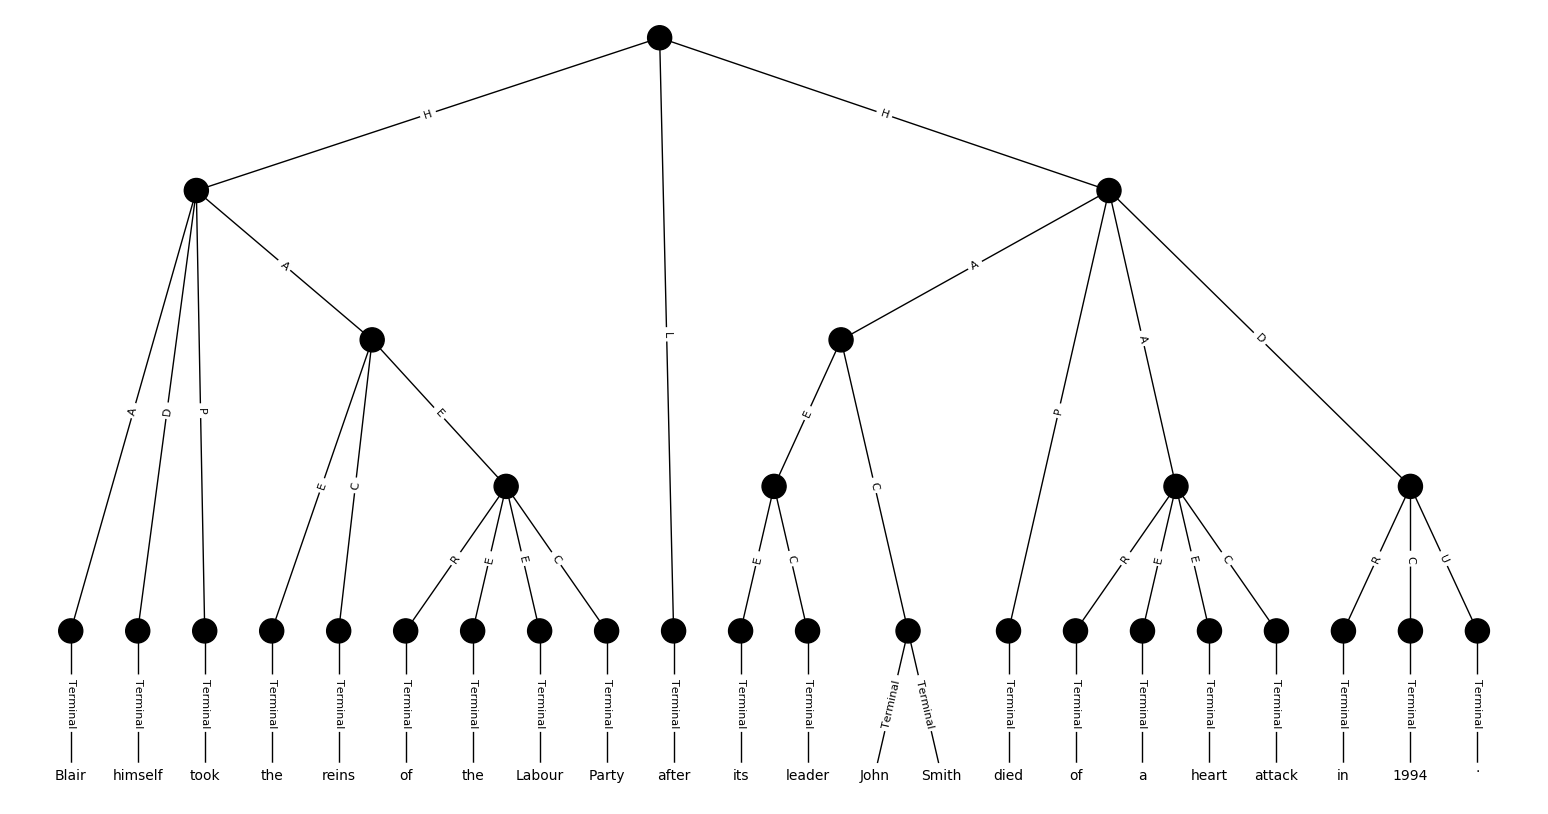 H H
A A
L
A D
A D P E E P
E C C
R E E C E C R E E C R C U
Terminal Terminal Terminal Terminal Terminal Terminal Terminal Terminal Terminal Terminal Terminal Terminal Terminal Terminal Terminal Terminal Terminal Terminal Terminal Terminal Terminal Terminal
Blair himself took the reins of the Labour Party after its leader John Smith died of a heart attack in 1994 .